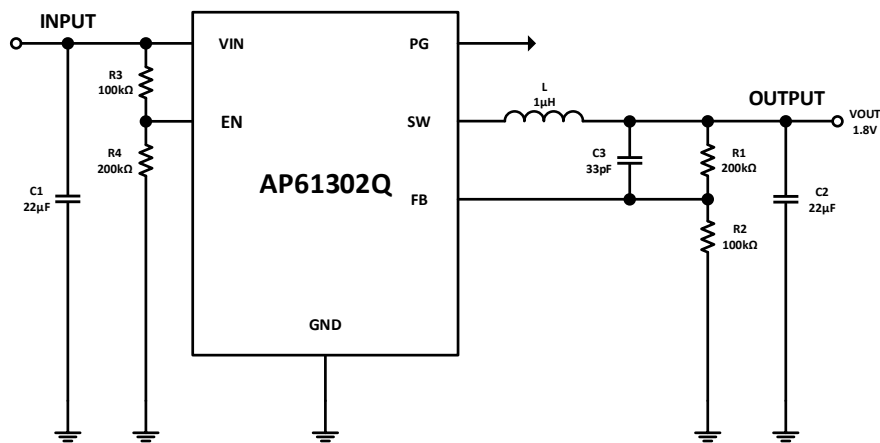 INPUT
VIN
PG
R3
100kΩ
L
1µH
OUTPUT
EN
SW
VOUT
1.8V
R4
200kΩ
C3
33pF
R1
200kΩ
AP61302Q
C1
22µF
FB
C2
22µF
R2
100kΩ
GND